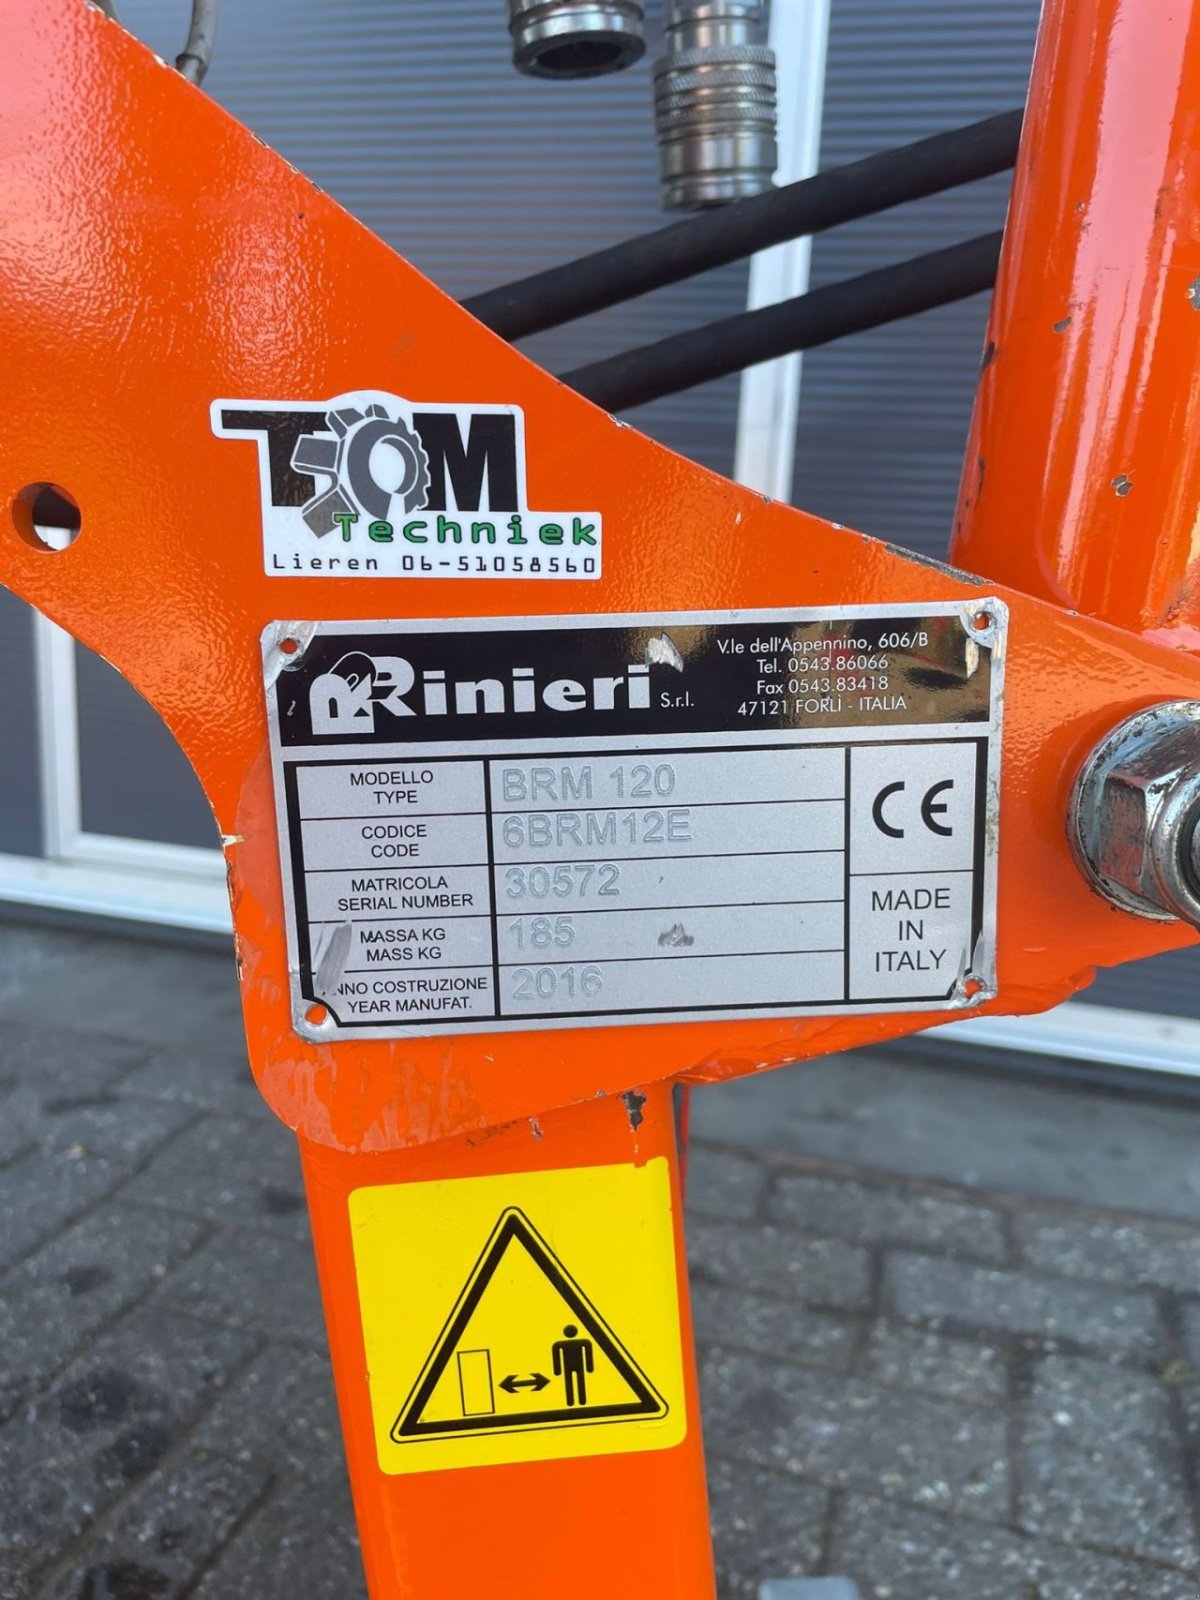 TOM
Techniek
Lieren 06-51058560
Rinieri S.r.l.
V.le dell'Appennino, 606/B
Tel. 0543.86066
Fax 0543.83418
47121 FORLÌ - ITALIA
MODELLO
TYPE
BRM 120
CODICE
CODE
6BRM12E
MATRICOLA
SERIAL NUMBER
30572
MASSA KG
MASS KG
185
NNO COSTRUZIONE
YEAR MANUFAT.
2016
CE
MADE
IN
ITALY